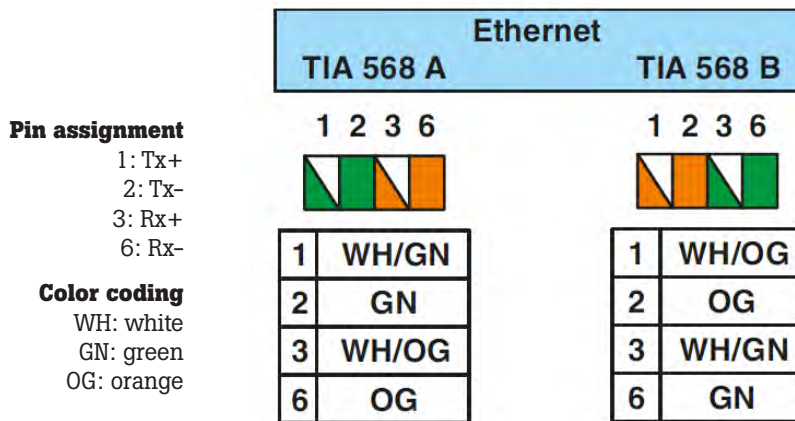 Ethernet
TIA 568 A TIA 568 B
Pin assignment
1: Tx+
2: Tx–
3: Rx+
6: Rx–
Color coding
WH: white
GN: green
OG: orange
1 2 3 6
1 WH/GN
2 GN
3 WH/OG
6 OG
1 2 3 6
1 WH/OG
2 OG
3 WH/GN
6 GN